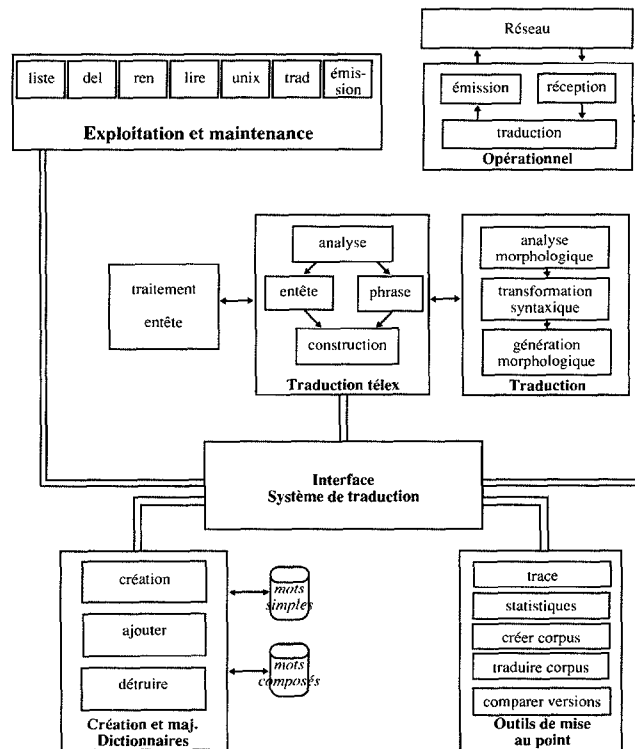 Réseau
liste del ren lire unix trad émis-
sion
Exploitation et maintenance
émission réception
traduction
Opérationnel
analyse
entête phrase
construction
Traduction télex
traitement
entête
analyse
morphologique
transformation
syntaxique
génération
morphologique
Traduction
Interface
Système de traduction
création
ajouter
détruire
Création et maj.
Dictionnaires
mots
simples
mots
composés
trace
statistiques
créer corpus
traduire corpus
comparer versions
Outils de mise
au point